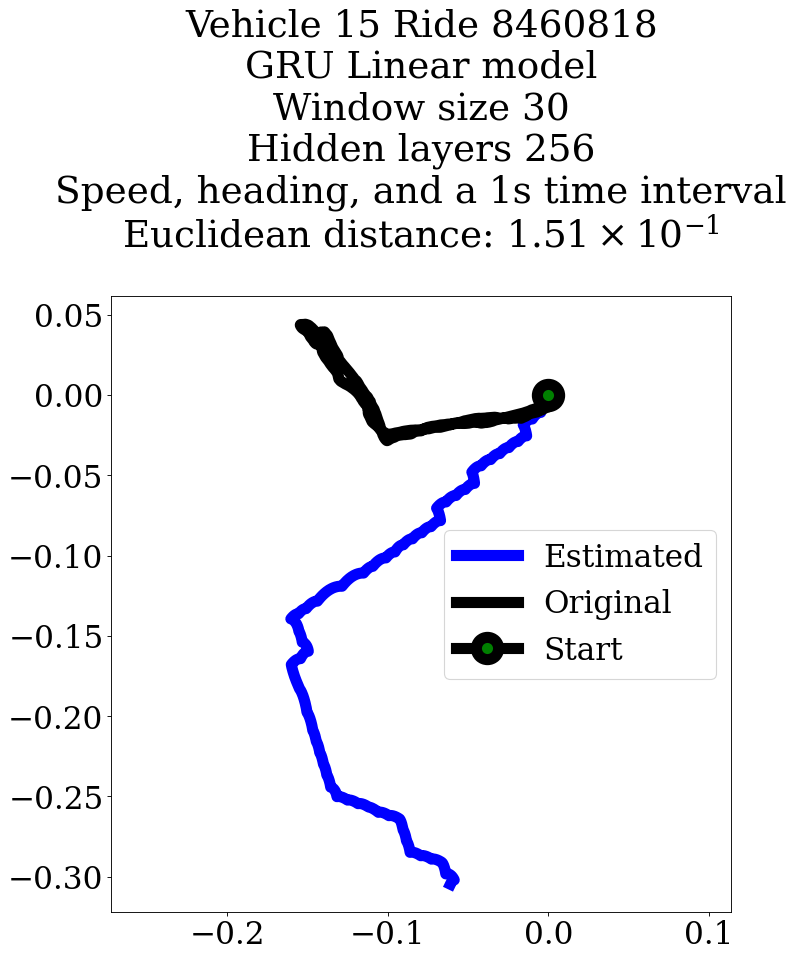 Vehicle 15 Ride 8460818
GRU Linear model
Window size 30
Hidden layers 256
Speed, heading, and a 1s time interval
Euclidean distance: 1.51 × 10⁻¹
0.05
0.00
−0.05
−0.10
−0.15
−0.20
−0.25
−0.30
Estimated
Original
Start
−0.2
−0.1
0.0
0.1